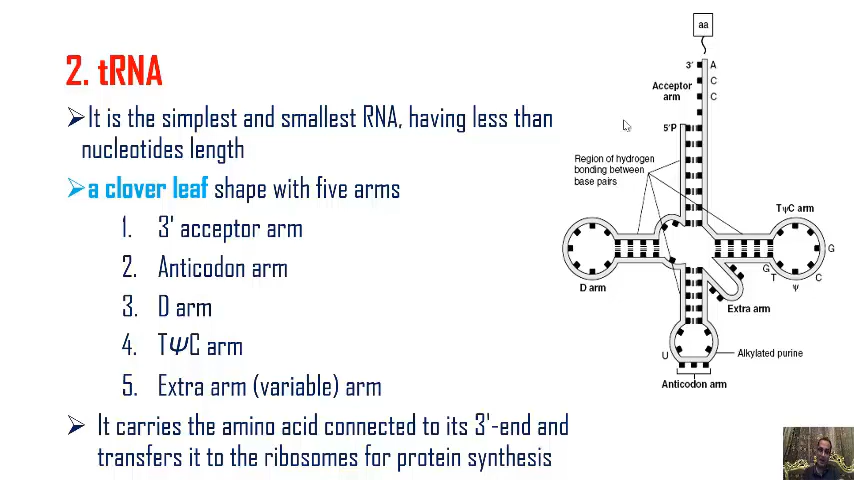 2. tRNA
➢It is the simplest and smallest RNA, having less than
nucleotides length
➢a clover leaf shape with five arms
1. 3' acceptor arm
2. Anticodon arm
3. D arm
4. TψC arm
5. Extra arm (variable) arm
➢ It carries the amino acid connected to its 3'-end and
transfers it to the ribosomes for protein synthesis
aa
3′ A
C
C
Acceptor
arm
5′P
Region of hydrogen
bonding between
base pairs
TψC arm
G
C
ψ
T
G
D arm
Extra arm
U
Alkylated purine
Anticodon arm